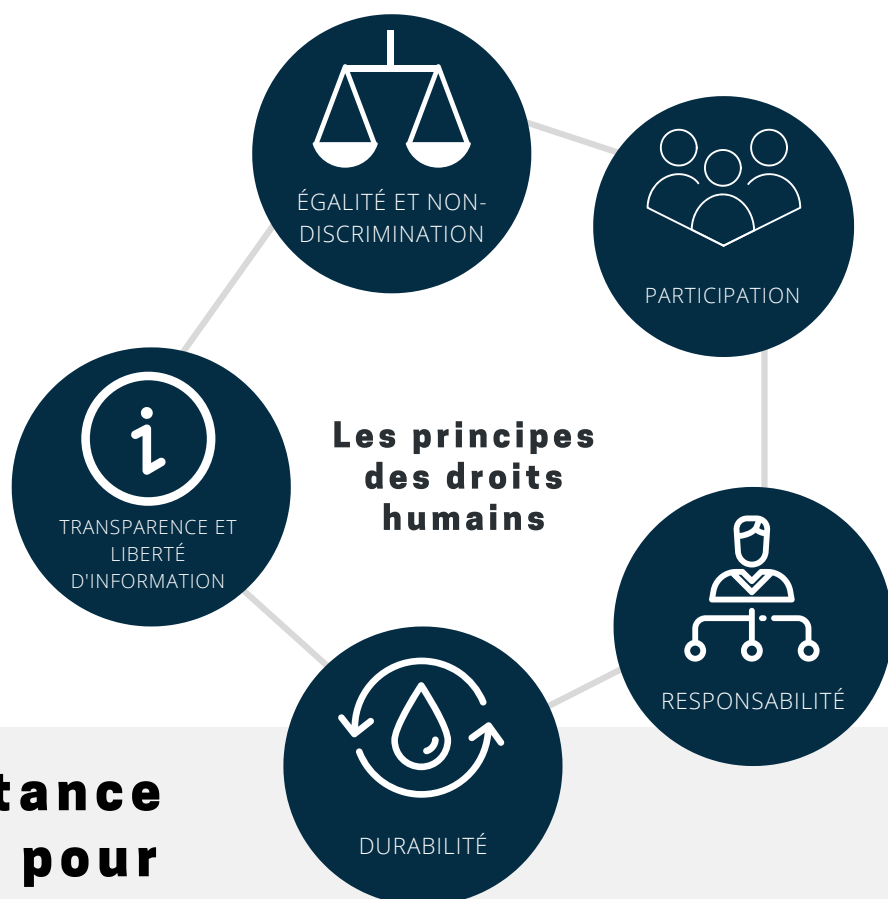 ÉGALITÉ ET NON-
DISCRIMINATION
PARTICIPATION
Les principes
des droits
humains
TRANSPARENCE ET
LIBERTÉ
D'INFORMATION
RESPONSABILITÉ
DURABILITÉ
tance
pour